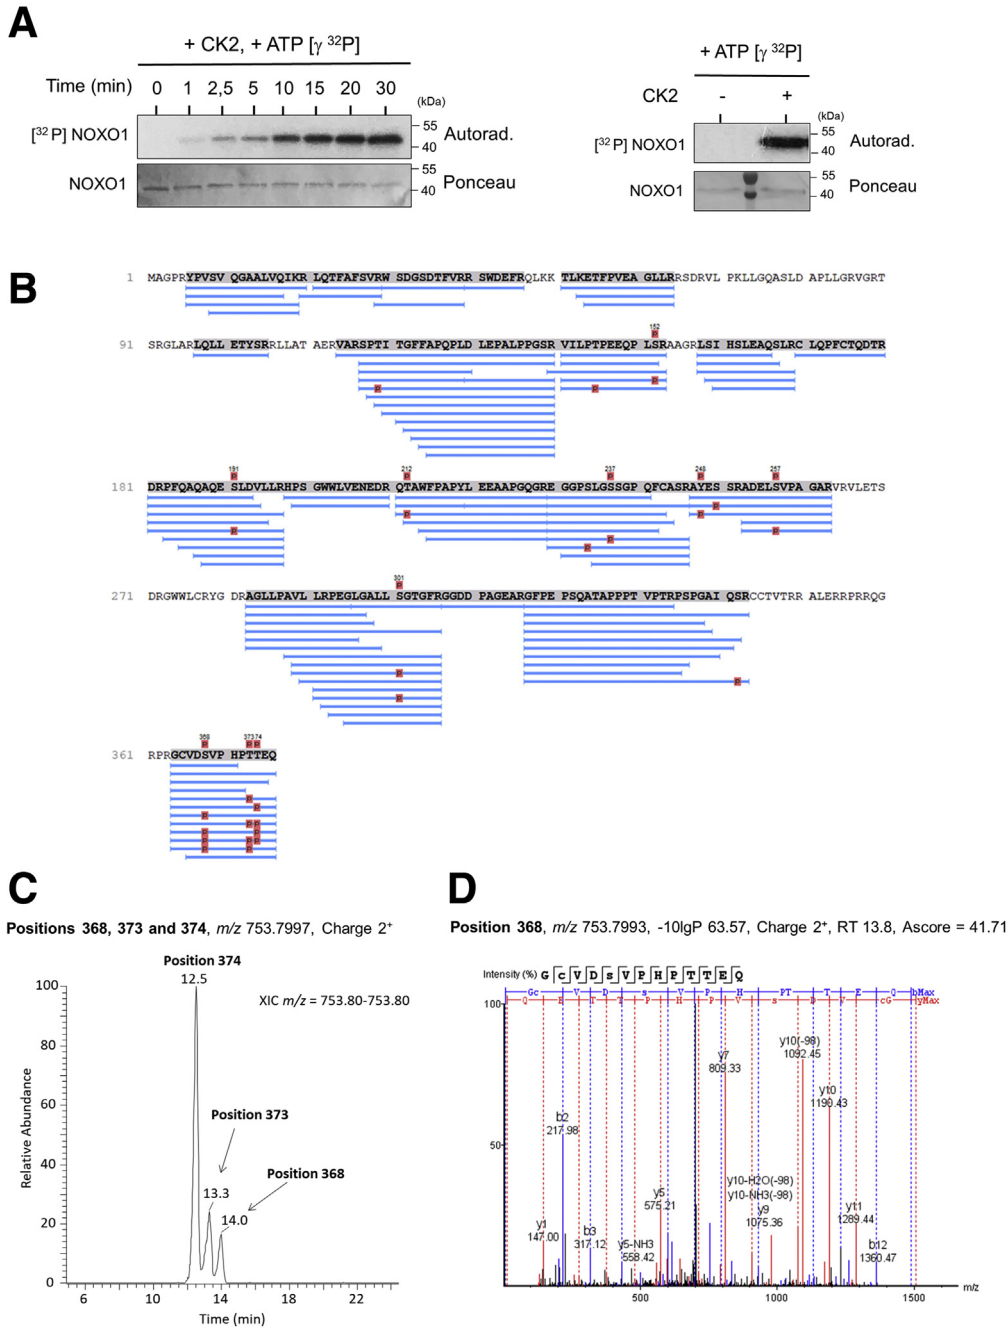 A
+ CK2, + ATP [γ ³²P]
Time (min) 0 1 2,5 5 10 15 20 30 (kDa)
[³²P] NOXO1 55 40 Autorad.
NOXO1 55 40 Ponceau
+ ATP [γ ³²P]
CK2 - + (kDa)
[³²P] NOXO1 55 40 Autorad.
NOXO1 55 40 Ponceau
B
1 MAGPRYPVSV QGAALVQIKR LQTFAFSVRW SDGSDTFVRR SWDEFRQLKK TLKETFPVEA GLLRRSDRVL PKLLGQASLD APLLGRVGRT
152
P
91 SRGLARLQLL ETYSRRLLAT AERVARSPTI TGFFAPQPLD LEPALPPGSR VILPTPEEQP LSRAAGRLSI HSLEAQSLRC LQPFCTQDTR
P
P P
191 212 237 248 257
P P P P P
181 DRPFQAQAQE SLDVLLRHPS GWWLVENEDR QTAWFPAPYL EEAAPGQGRE GGPSLGSSGP QFCASRAYES SRADELSVPA GARVRVLETS
P
P P
P P P
P
301
P
271 DRGWWLCRYG DRAGLLPAVL LRPEGLGALL SGTGFRGGDD PAGEARGFPE PSQATAPPPT VPTRPSPGAI QSRCCTVTRR ALERRPRRQG
P
P
P
368 373 74
P P P
361 RPRGCVDSVP HPTTEQ
P
P
P
P P
P P
P P P
P P
C
Positions 368, 373 and 374, m/z 753.7997, Charge 2⁺
Position 374
12.5
XIC m/z = 753.80-753.80
Position 373
13.3
Position 368
14.0
Relative Abundance
100
80
60
40
20
0
6 10 14 18 22
Time (min)
D
Position 368, m/z 753.7993, -10lgP 63.57, Charge 2⁺, RT 13.8, Ascore = 41.71
Intensity (%) G c V D s V P H P T T E Q
Gc V D s V P H PT T E Q bMax
Q E T T P H P V s D V cG yMax
100
y10(-98)
1092.45
y7
809.33
y10
1190.43
b2
217.98
50
y10-H2O(-98)
y10-NH3(-98)
y9
1075.36
y5
575.21
y11
1289.44
y1
147.00
b3
317.12
y5-NH3
558.42
b12
1360.47
500 1000 1500 m/z